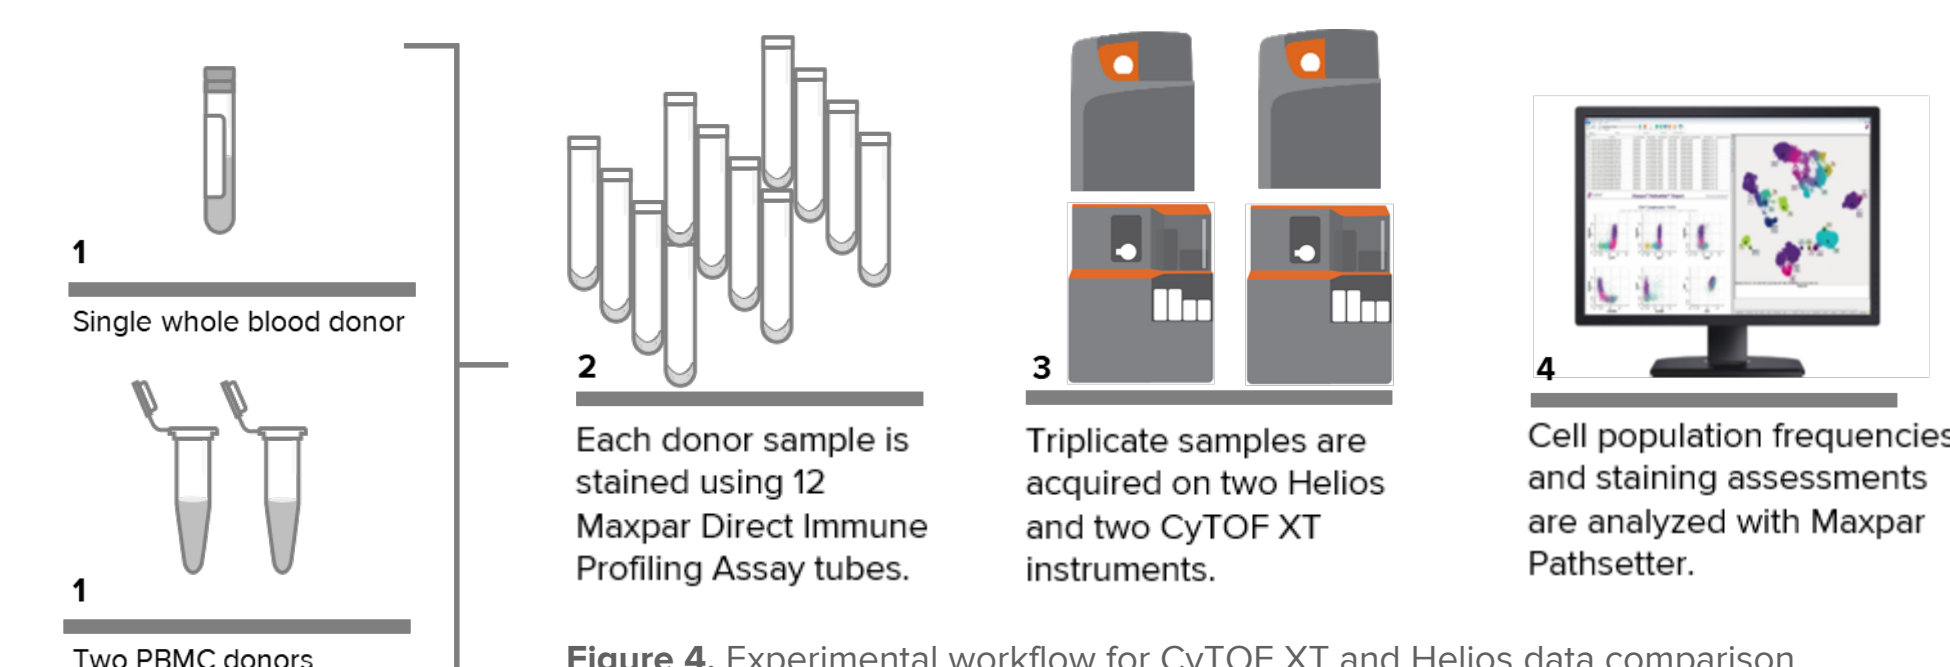 1
Single whole blood donor
1
Two PBMC donors
2
Each donor sample is
stained using 12
Maxpar Direct Immune
Profiling Assay tubes.
3
Triplicate samples are
acquired on two Helios
and two CyTOF XT
instruments.
4
Cell population frequencies
and staining assessments
are analyzed with Maxpar
Pathsetter.
Figure 4. Experimental workflow for CyTOF XT and Helios data comparison